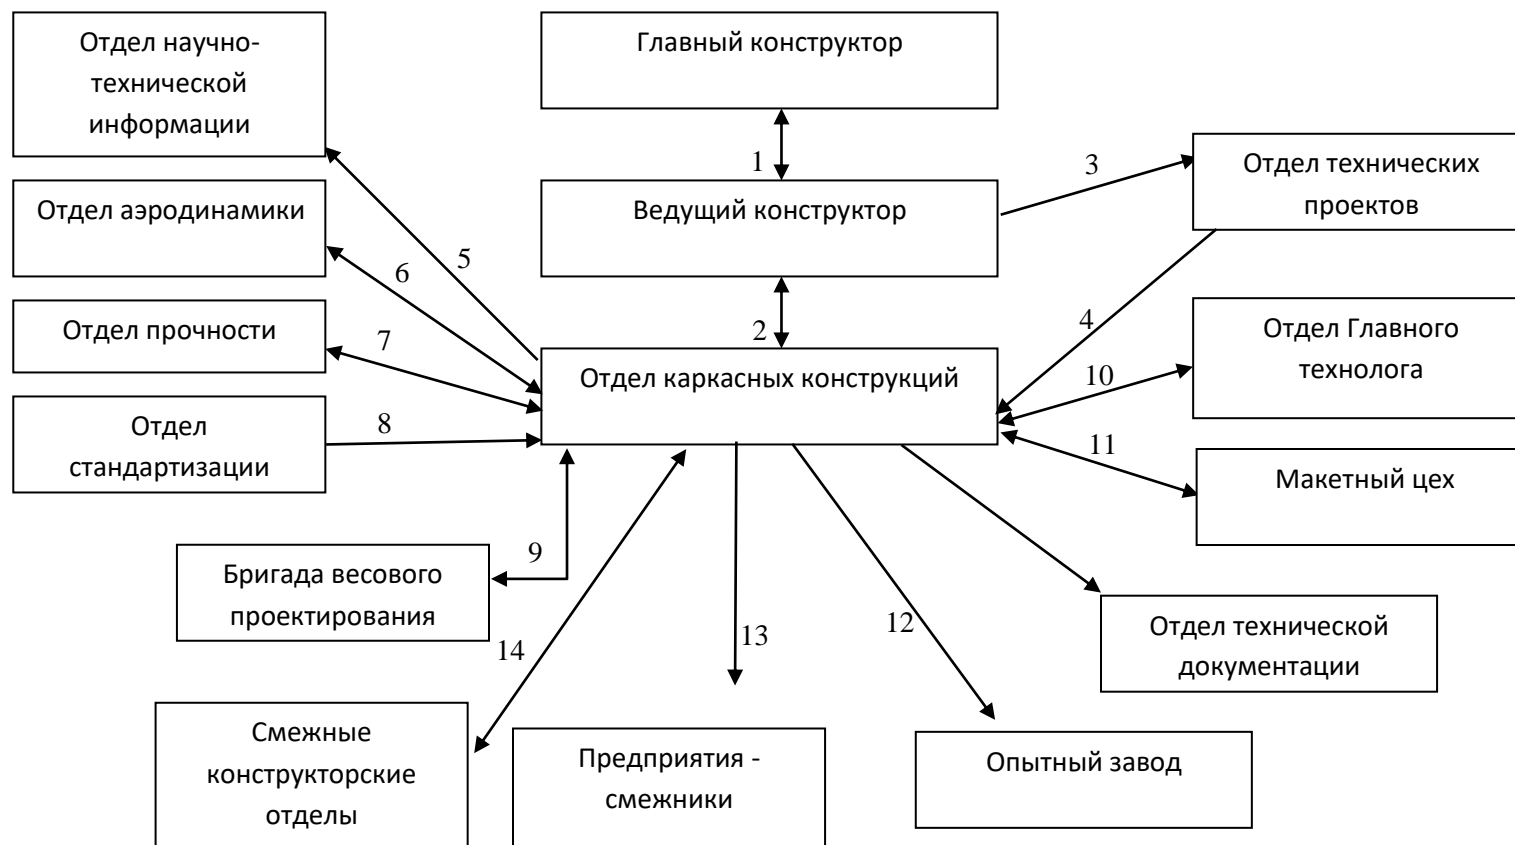 Отдел научно-
технической
информации
Главный конструктор
1
3
Отдел технических
проектов
Отдел аэродинамики
Ведущий конструктор
5
6
Отдел прочности
7
2
4
Отдел Главного
технолога
Отдел каркасных конструкций
10
Отдел
стандартизации
8
11
Макетный цех
9
Бригада весового
проектирования
14
13
12
Отдел технической
документации
Смежные
конструкторские
отделы
Предприятия -
смежники
Опытный завод